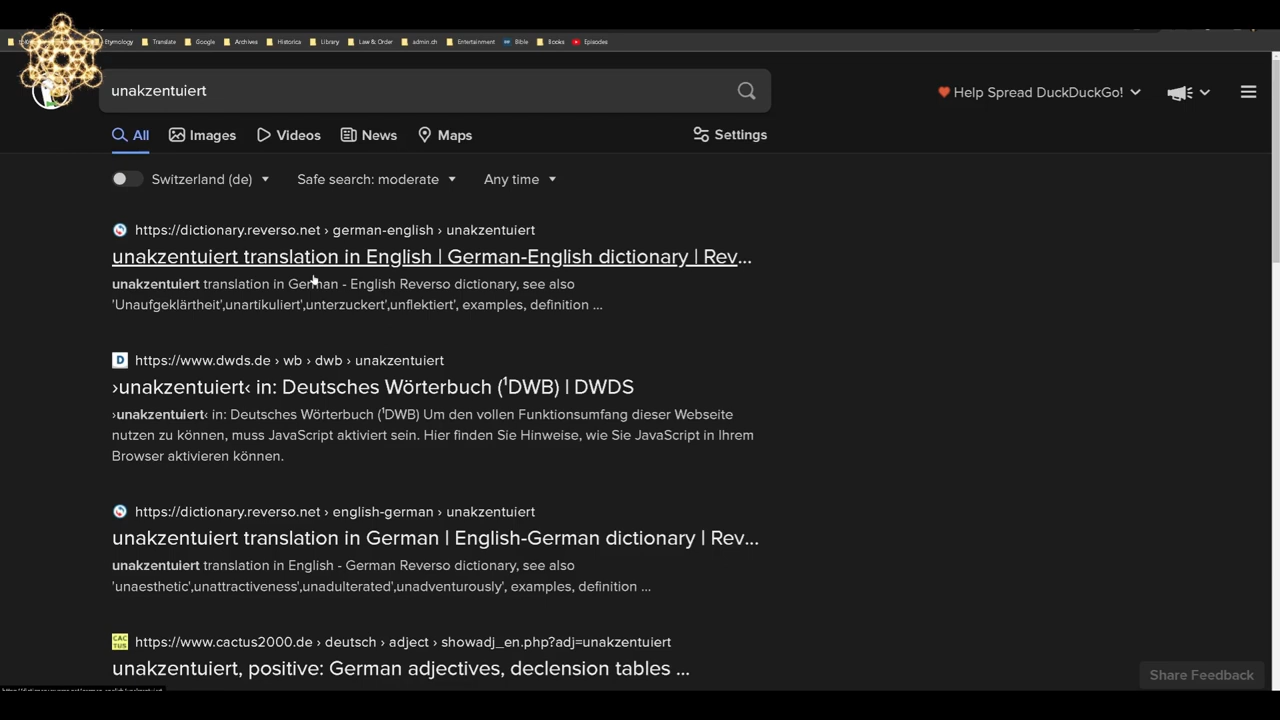 Etymology Translate Google Archives Historica Library Law & Order admin.ch Entertainment Bible Books Episodes
unakzentuiert
Help Spread DuckDuckGo!
All Images Videos News Maps Settings
Switzerland (de) Safe search: moderate Any time
https://dictionary.reverso.net › german-english › unakzentuiert
unakzentuiert translation in English | German-English dictionary | Rev...
unakzentuiert translation in German - English Reverso dictionary, see also
'Unaufgeklärtheit','unartikuliert','unterzuckert','unflektiert', examples, definition ...
https://www.dwds.de › wb › dwb › unakzentuiert
›unakzentuiert‹ in: Deutsches Wörterbuch (¹DWB) | DWDS
›unakzentuiert‹ in: Deutsches Wörterbuch (¹DWB) Um den vollen Funktionsumfang dieser Webseite
nutzen zu können, muss JavaScript aktiviert sein. Hier finden Sie Hinweise, wie Sie JavaScript in Ihrem
Browser aktivieren können.
https://dictionary.reverso.net › english-german › unakzentuiert
unakzentuiert translation in German | English-German dictionary | Rev...
unakzentuiert translation in English - German Reverso dictionary, see also
'unaesthetic','unattractiveness','unadulterated','unadventurously', examples, definition ...
CACTUS https://www.cactus2000.de › deutsch › adject › showadj_en.php?adj=unakzentuiert
unakzentuiert, positive: German adjectives, declension tables ...
Share Feedback